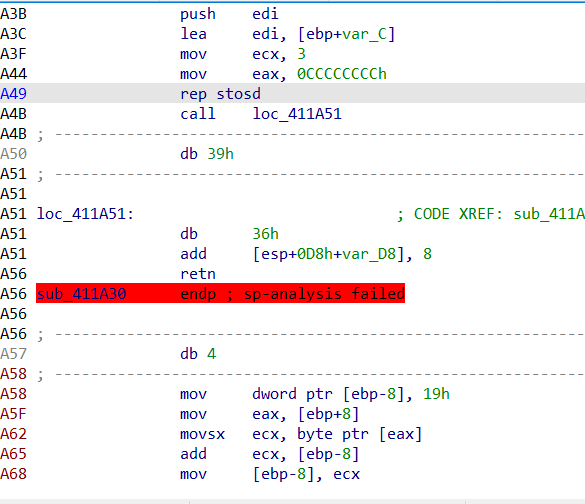 A3B push edi
A3C lea edi, [ebp+var_C]
A3F mov ecx, 3
A44 mov eax, 0CCCCCCCCh
A49 rep stosd
A4B call loc_411A51
A4B ; ---------------------------------------------------------------
A50 db 39h
A51 ; ---------------------------------------------------------------
A51
A51 loc_411A51: ; CODE XREF: sub_411A
A51 db 36h
A51 add [esp+0D8h+var_D8], 8
A56 retn
A56 sub_411A30 endp ; sp-analysis failed
A56
A56 ; ---------------------------------------------------------------
A57 db 4
A58 ; ---------------------------------------------------------------
A58 mov dword ptr [ebp-8], 19h
A5F mov eax, [ebp+8]
A62 movsx ecx, byte ptr [eax]
A65 add ecx, [ebp-8]
A68 mov [ebp-8], ecx